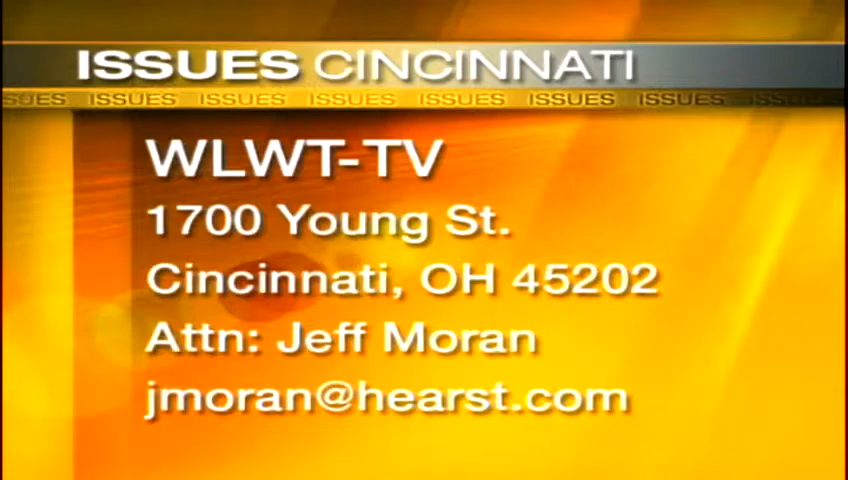 ISSUES CINCINNATI
SUES ISSUES ISSUES ISSUES ISSUES ISSUES ISSUES ISSUES
WLWT-TV
1700 Young St.
Cincinnati, OH 45202
Attn: Jeff Moran
jmoran@hearst.com